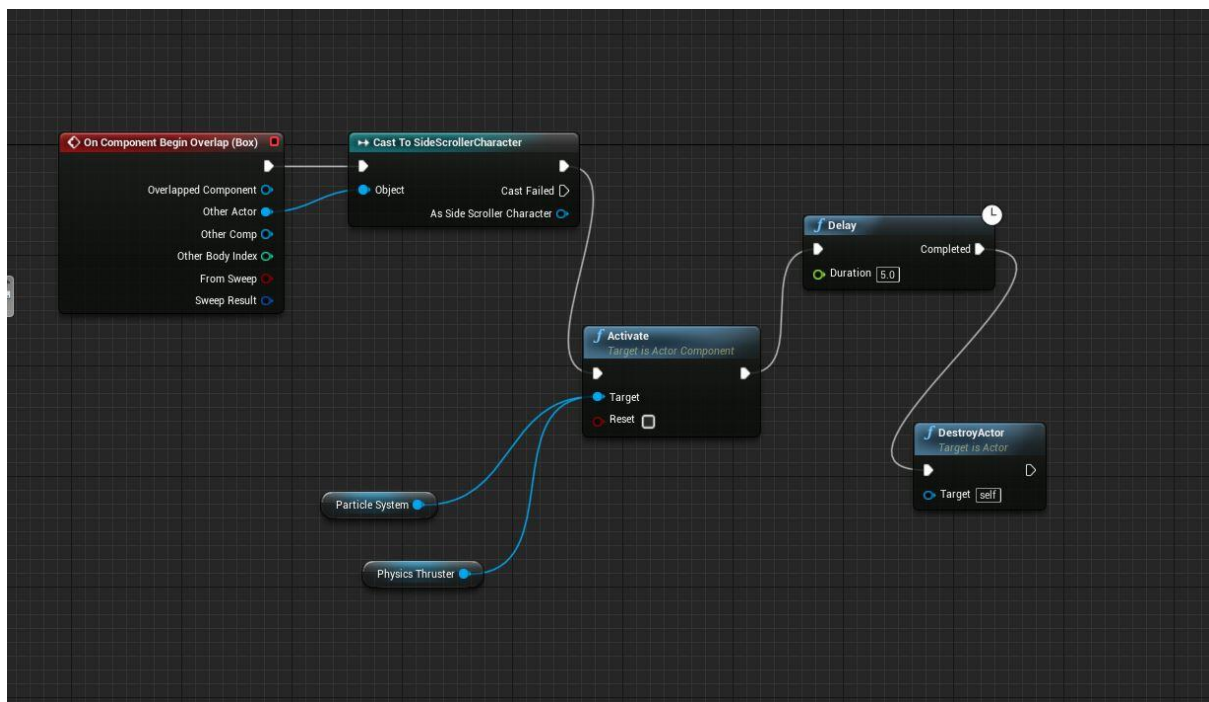 On Component Begin Overlap (Box)
Overlapped Component
Other Actor
Other Comp
Other Body Index
From Sweep
Sweep Result
Cast To SideScrollerCharacter
Object
Cast Failed
As Side Scroller Character
Delay
Completed
Duration 5.0
Activate
Target is Actor Component
Target
Reset
Particle System
Physics Thruster
DestroyActor
Target is Actor
Target self